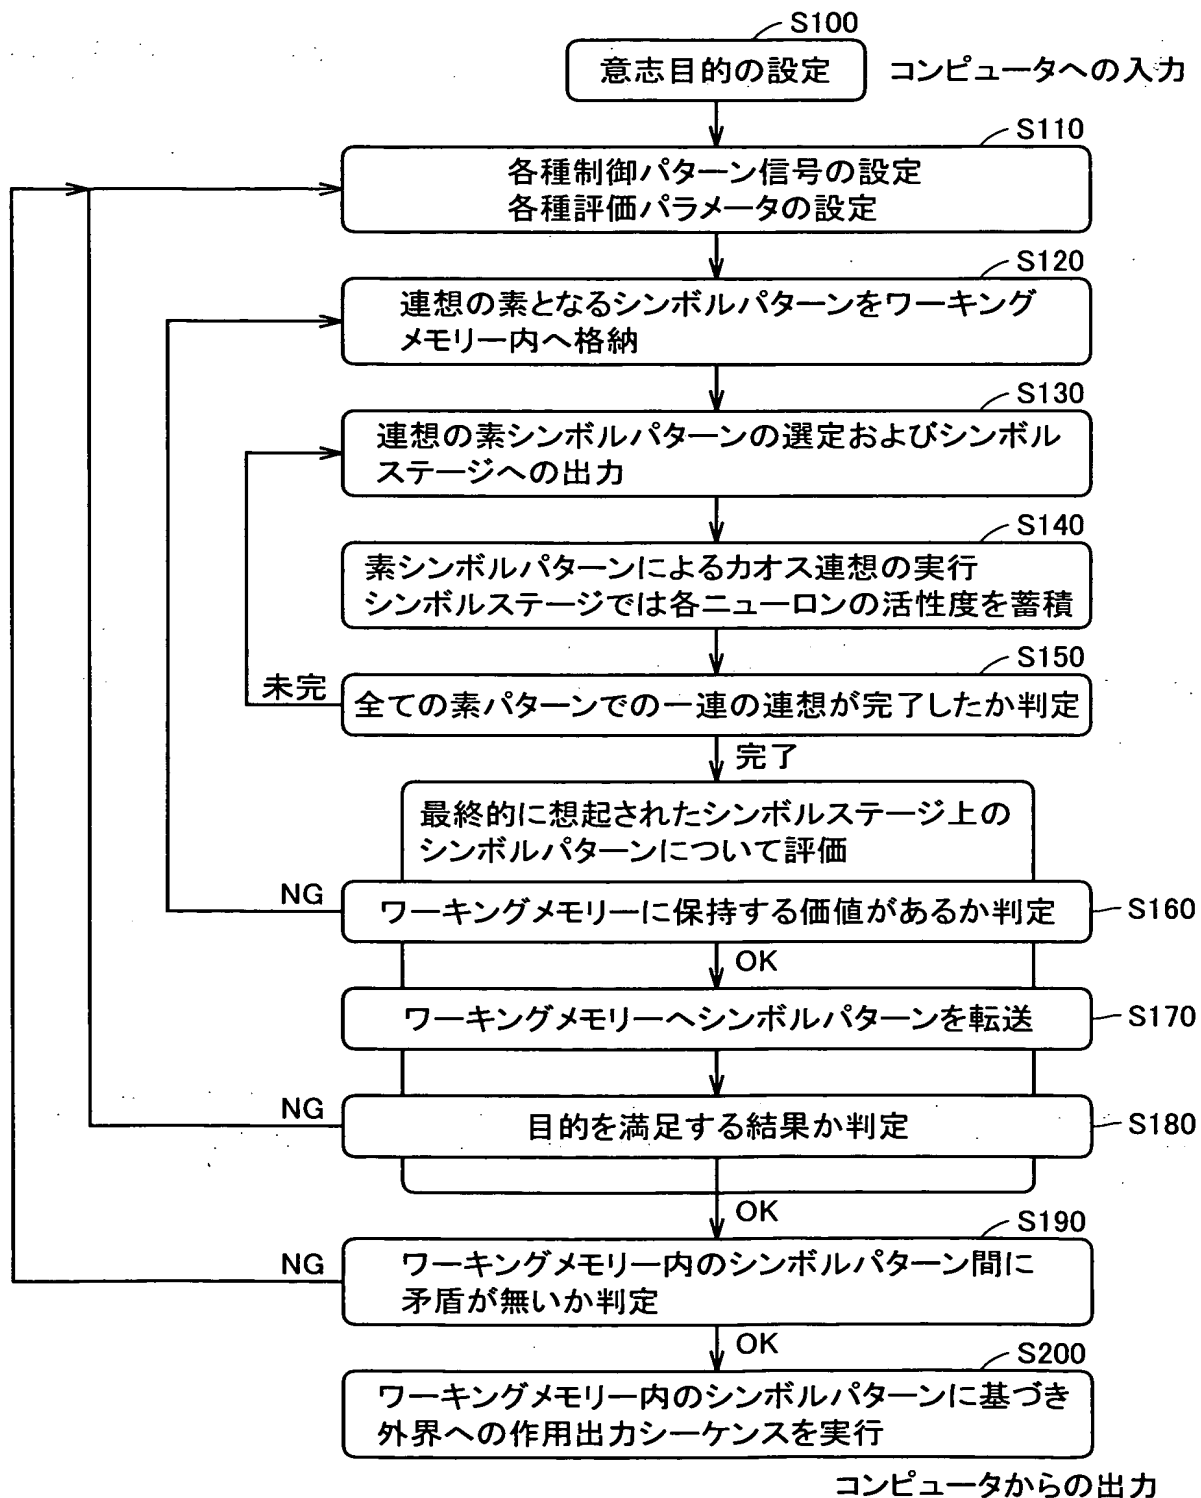 S100
意志目的の設定
コンピュータへの入力
S110
各種制御パターン信号の設定
各種評価パラメータの設定
S120
連想の素となるシンボルパターンをワーキング
メモリー内へ格納
S130
連想の素シンボルパターンの選定およびシンボル
ステージへの出力
S140
素シンボルパターンによるカオス連想の実行
シンボルステージでは各ニューロンの活性度を蓄積
S150
未完
全ての素パターンでの一連の連想が完了したか判定
完了
最終的に想起されたシンボルステージ上の
シンボルパターンについて評価
NG
ワーキングメモリーに保持する価値があるか判定
S160
OK
ワーキングメモリーへシンボルパターンを転送
S170
NG
目的を満足する結果か判定
S180
OK
S190
NG
ワーキングメモリー内のシンボルパターン間に
矛盾が無いか判定
OK
S200
ワーキングメモリー内のシンボルパターンに基づき
外界への作用出力シーケンスを実行
コンピュータからの出力